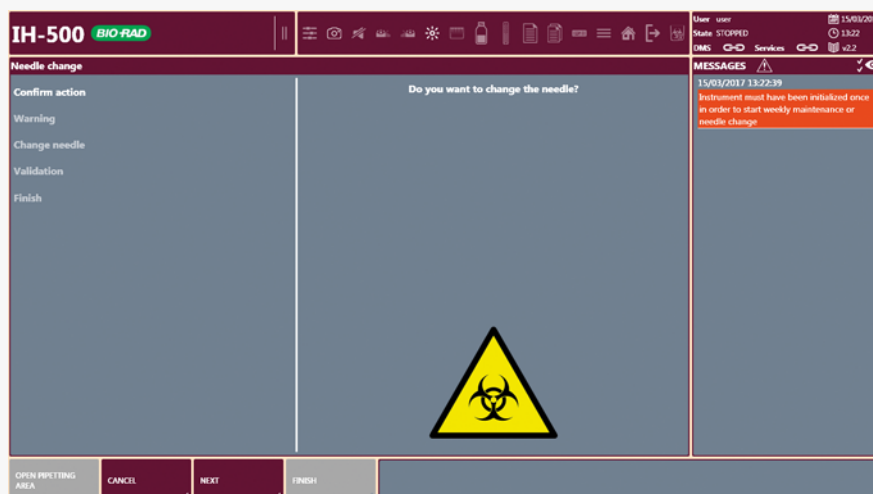 IH-500 BIO-RAD
User user
15/03/20
State STOPPED
13:22
DMS Services v2.2
Needle change
MESSAGES
Confirm action
Warning
Change needle
Validation
Finish
Do you want to change the needle?
15/03/2017 13:22:39
Instrument must have been initialized once
in order to start weekly maintenance or
needle change
OPEN PIPETTING
AREA
CANCEL
NEXT
FINISH